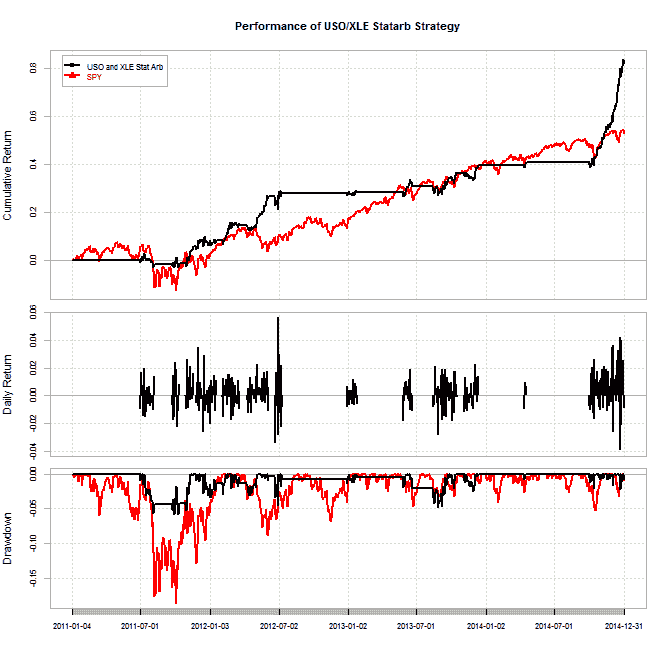 Performance of USO/XLE Statarb Strategy
USO and XLE Stat Arb
SPY
Cumulative Return
0.8
0.6
0.4
0.2
0.0
Daily Return
0.06
0.04
0.02
0.00
-0.02
-0.04
Drawdown
0.00
-0.05
-0.10
-0.15
2011-01-04 2011-07-01 2012-01-03 2012-07-02 2013-01-02 2013-07-01 2014-01-02 2014-07-01 2014-12-31